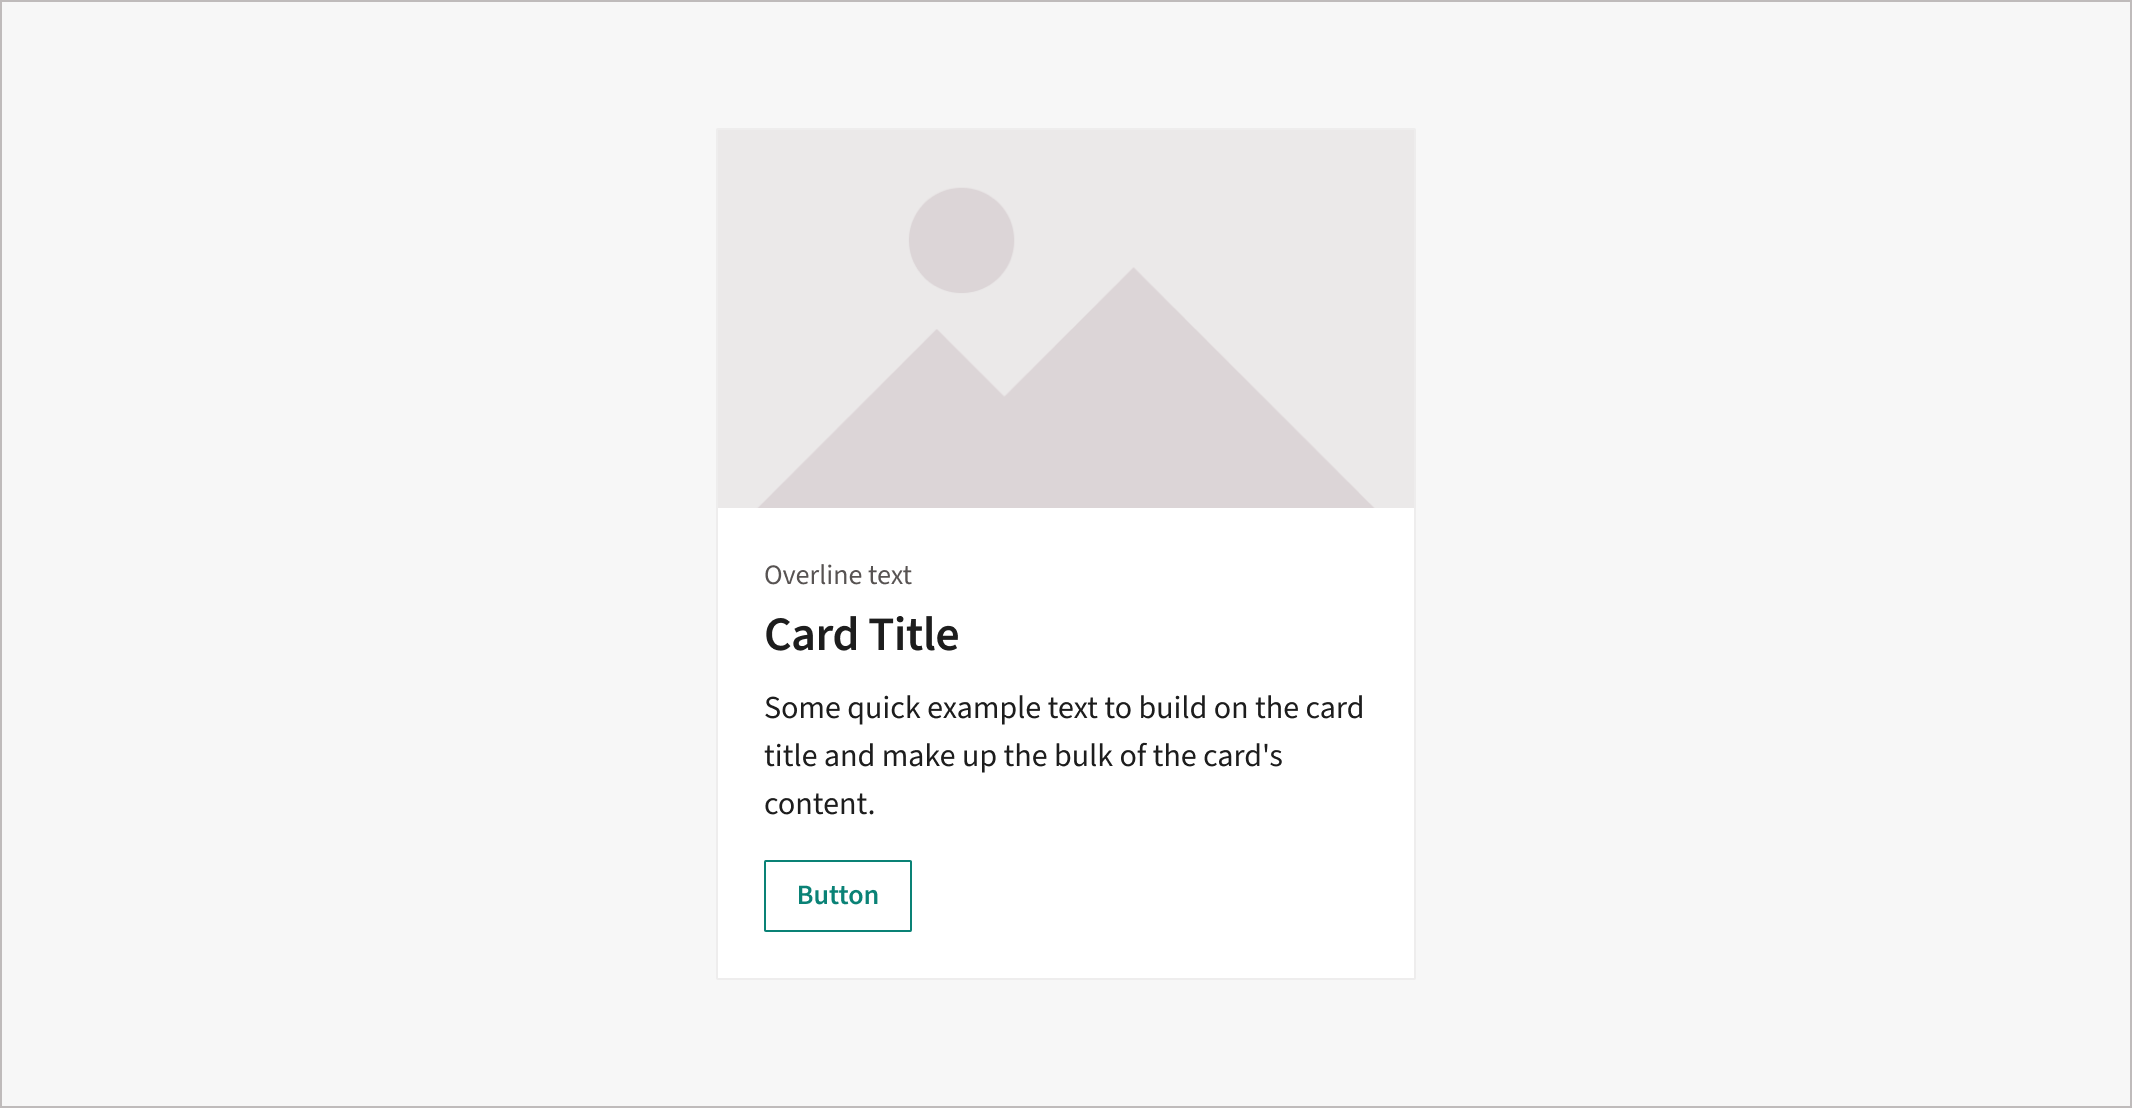 Overline text
Card Title
Some quick example text to build on the card
title and make up the bulk of the card's
content.
Button